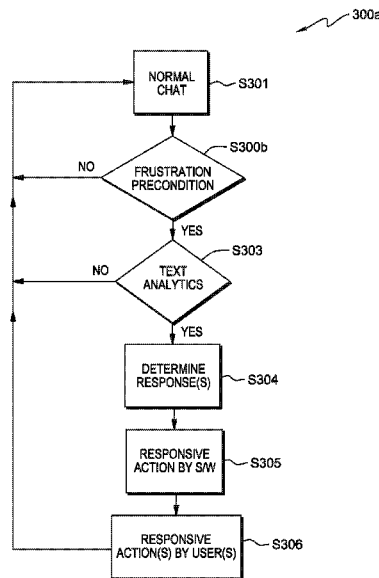 300a
NORMAL
CHAT
S301
S300b
NO
FRUSTRATION
PRECONDITION
YES
S303
NO
TEXT
ANALYTICS
YES
DETERMINE
RESPONSE(S)
S304
RESPONSIVE
ACTION BY S/W
S305
RESPONSIVE
ACTION(S) BY USER(S)
S306